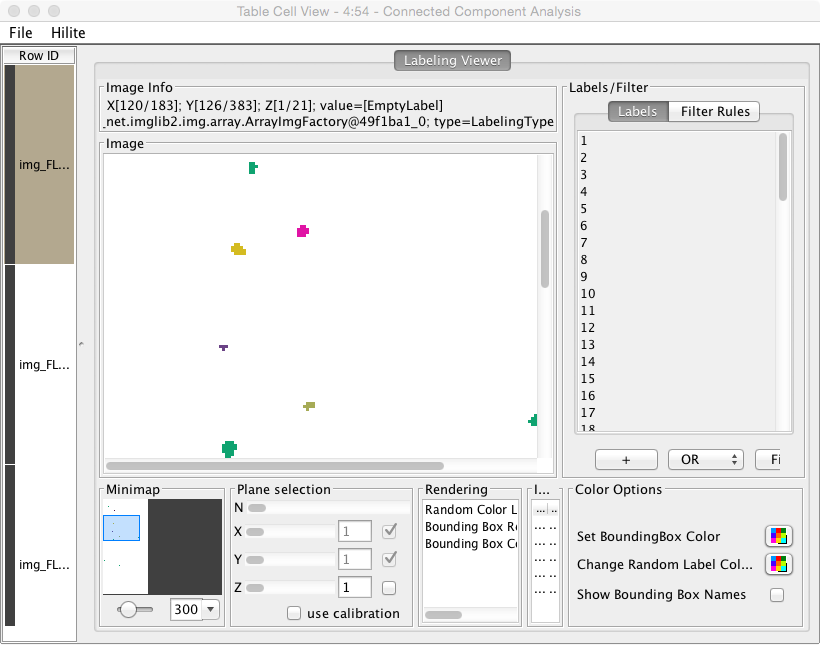 Table Cell View - 4:54 - Connected Component Analysis
File Hilite
Row ID
img_FL...
img_FL...
img_FL...
Labeling Viewer
Image Info
X[120/183]; Y[126/383]; Z[1/21]; value=[EmptyLabel]
_net.imglib2.img.array.ArrayImgFactory@49f1ba1_0; type=LabelingType
Image
Labels/Filter
Labels Filter Rules
1
2
3
4
5
6
7
8
9
10
11
12
13
14
15
16
17
18
+ OR Fi
Minimap
300
Plane selection
N
X 1
Y 1
Z 1
use calibration
Rendering
Random Color L
Bounding Box R
Bounding Box C
I...
... ..
... ..
... ..
... ..
... ..
... ..
Color Options
Set BoundingBox Color
Change Random Label Col...
Show Bounding Box Names